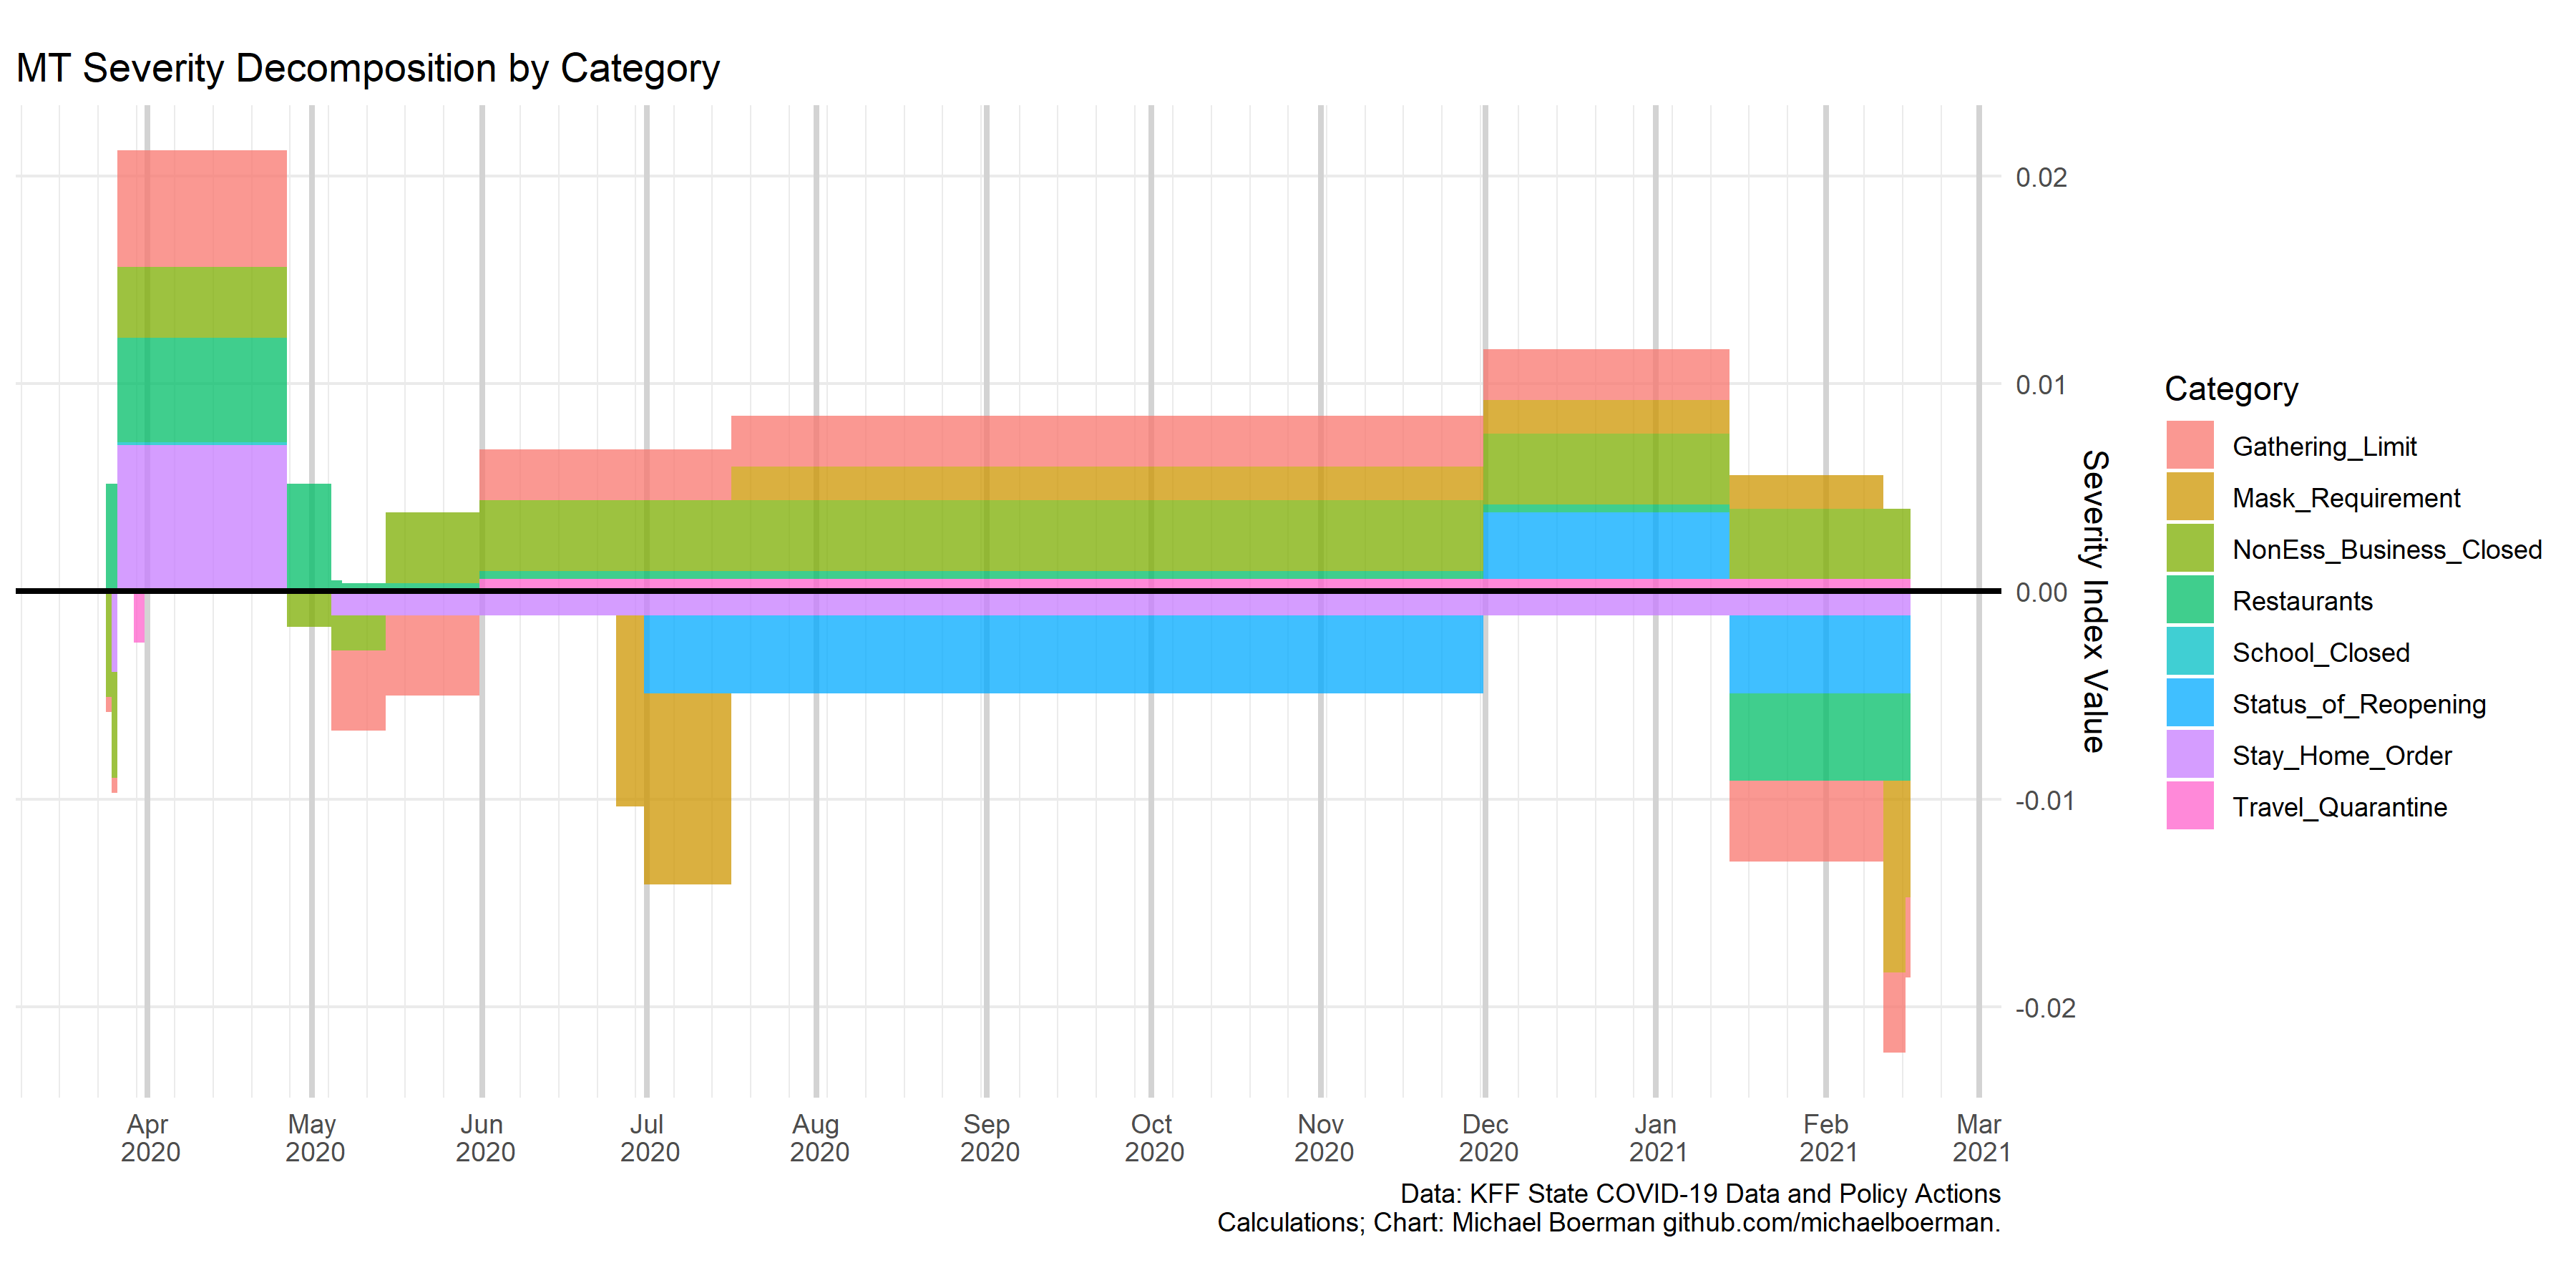 MT Severity Decomposition by Category
0.02
0.01
0.00
-0.01
-0.02
Severity Index Value
Apr
2020
May
2020
Jun
2020
Jul
2020
Aug
2020
Sep
2020
Oct
2020
Nov
2020
Dec
2020
Jan
2021
Feb
2021
Mar
2021
Category
Gathering_Limit
Mask_Requirement
NonEss_Business_Closed
Restaurants
School_Closed
Status_of_Reopening
Stay_Home_Order
Travel_Quarantine
Data: KFF State COVID-19 Data and Policy Actions
Calculations; Chart: Michael Boerman github.com/michaelboerman.